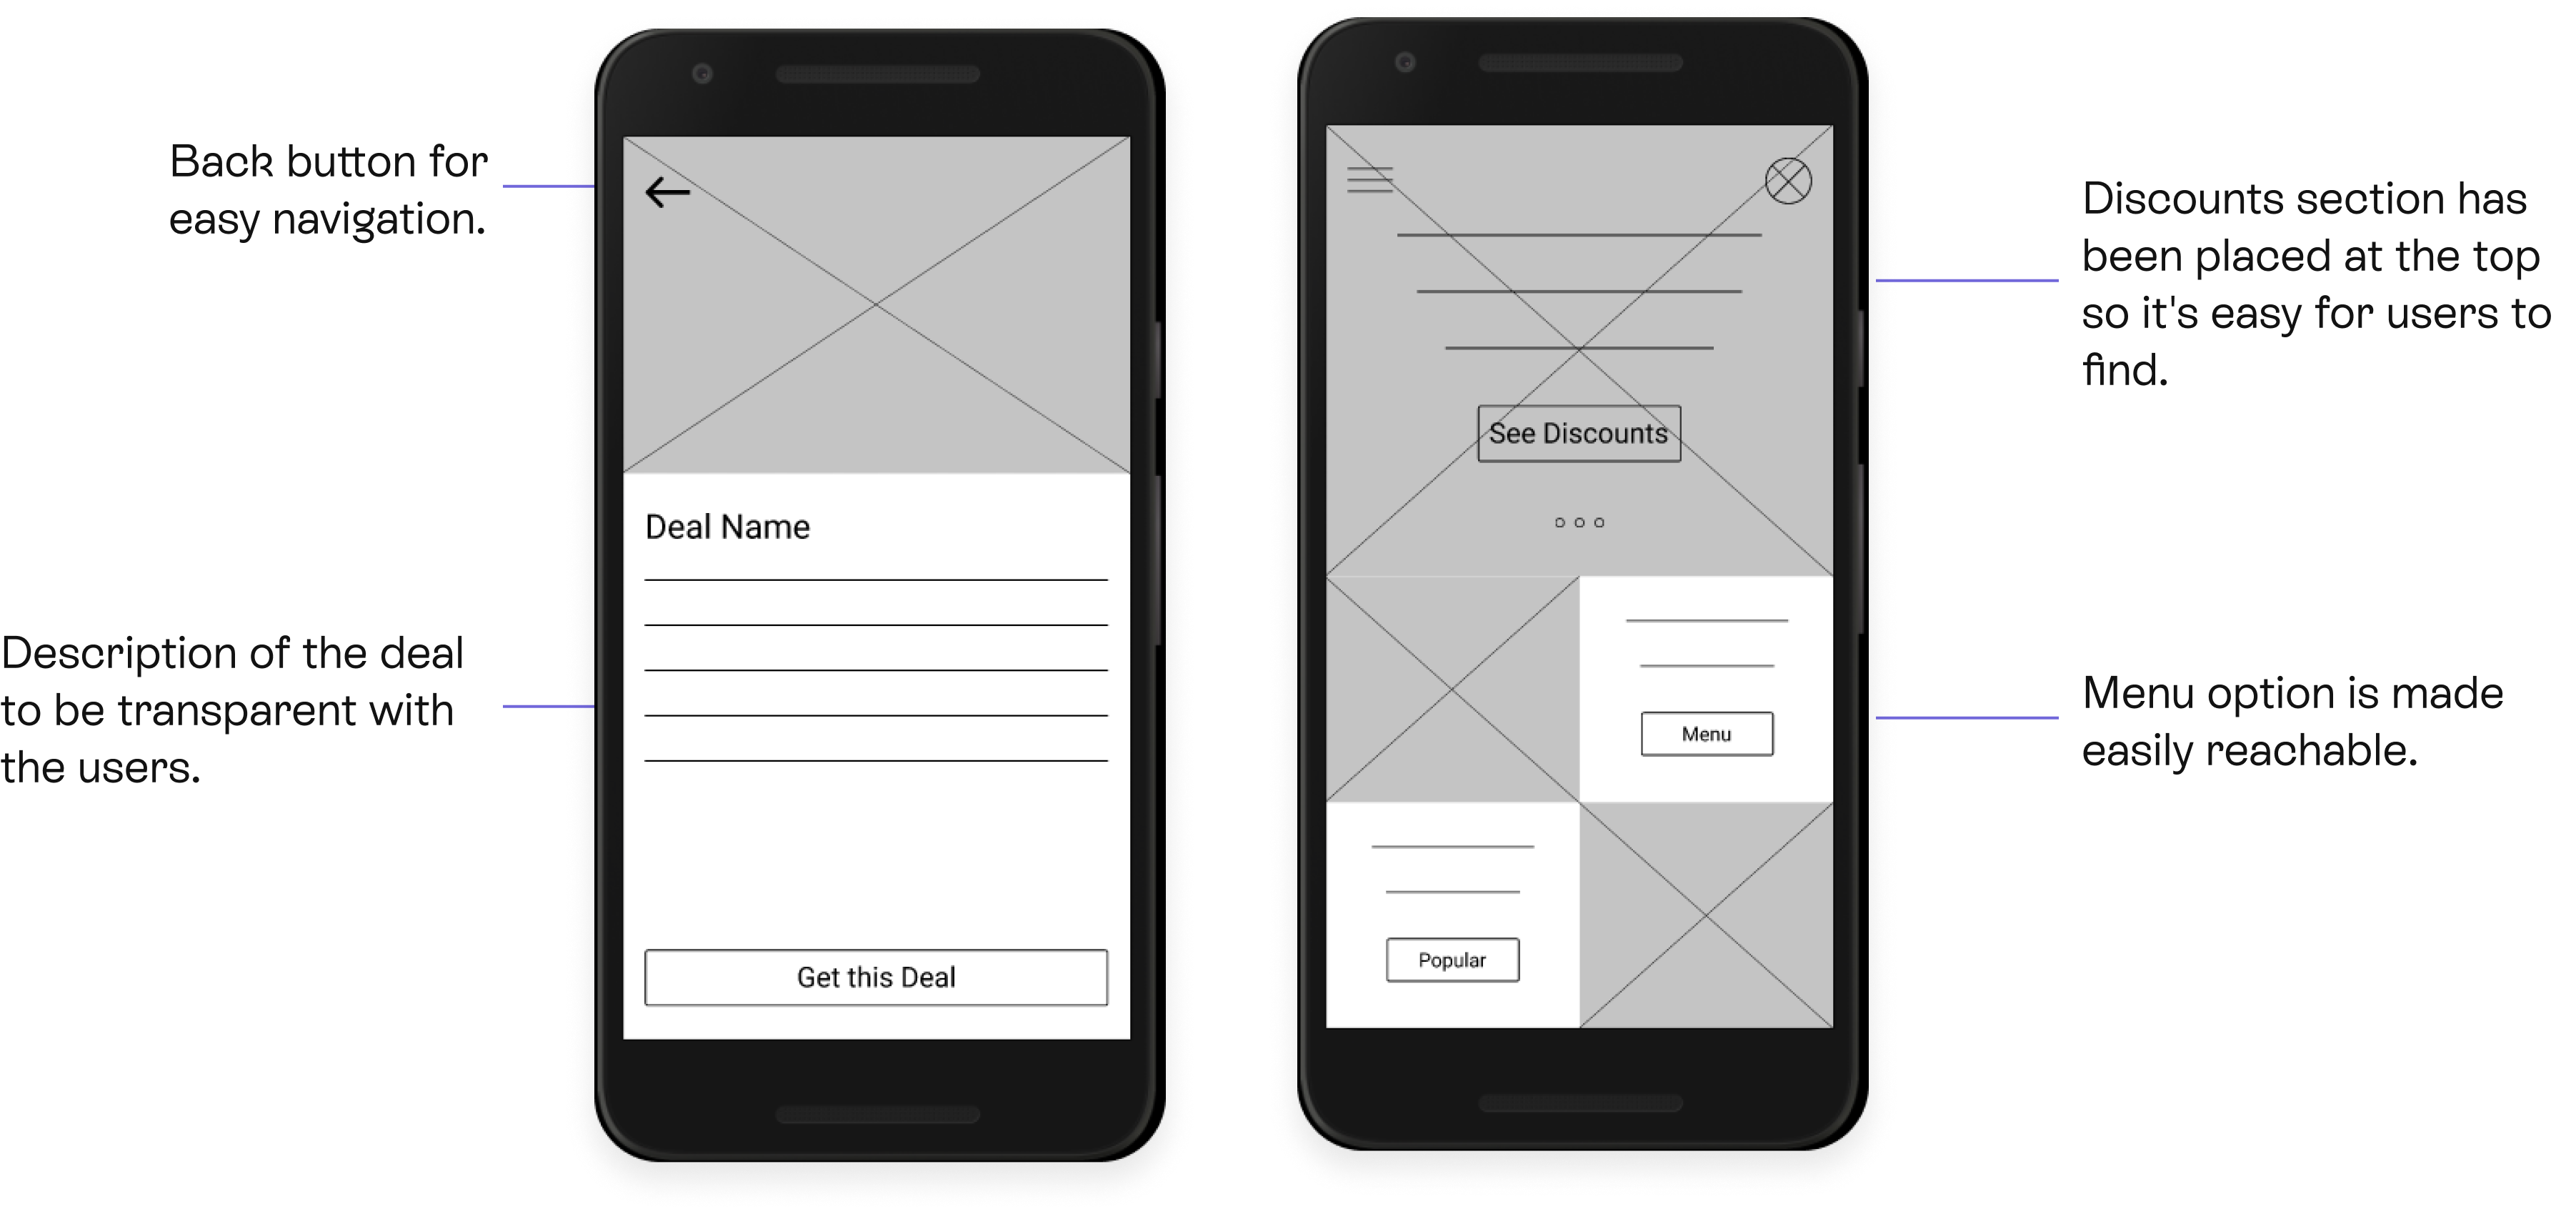 Back button for
easy navigation.
Description of the deal
to be transparent with
the users.
Deal Name
Get this Deal
See Discounts
Menu
Popular
Discounts section has
been placed at the top
so it's easy for users to
find.
Menu option is made
easily reachable.